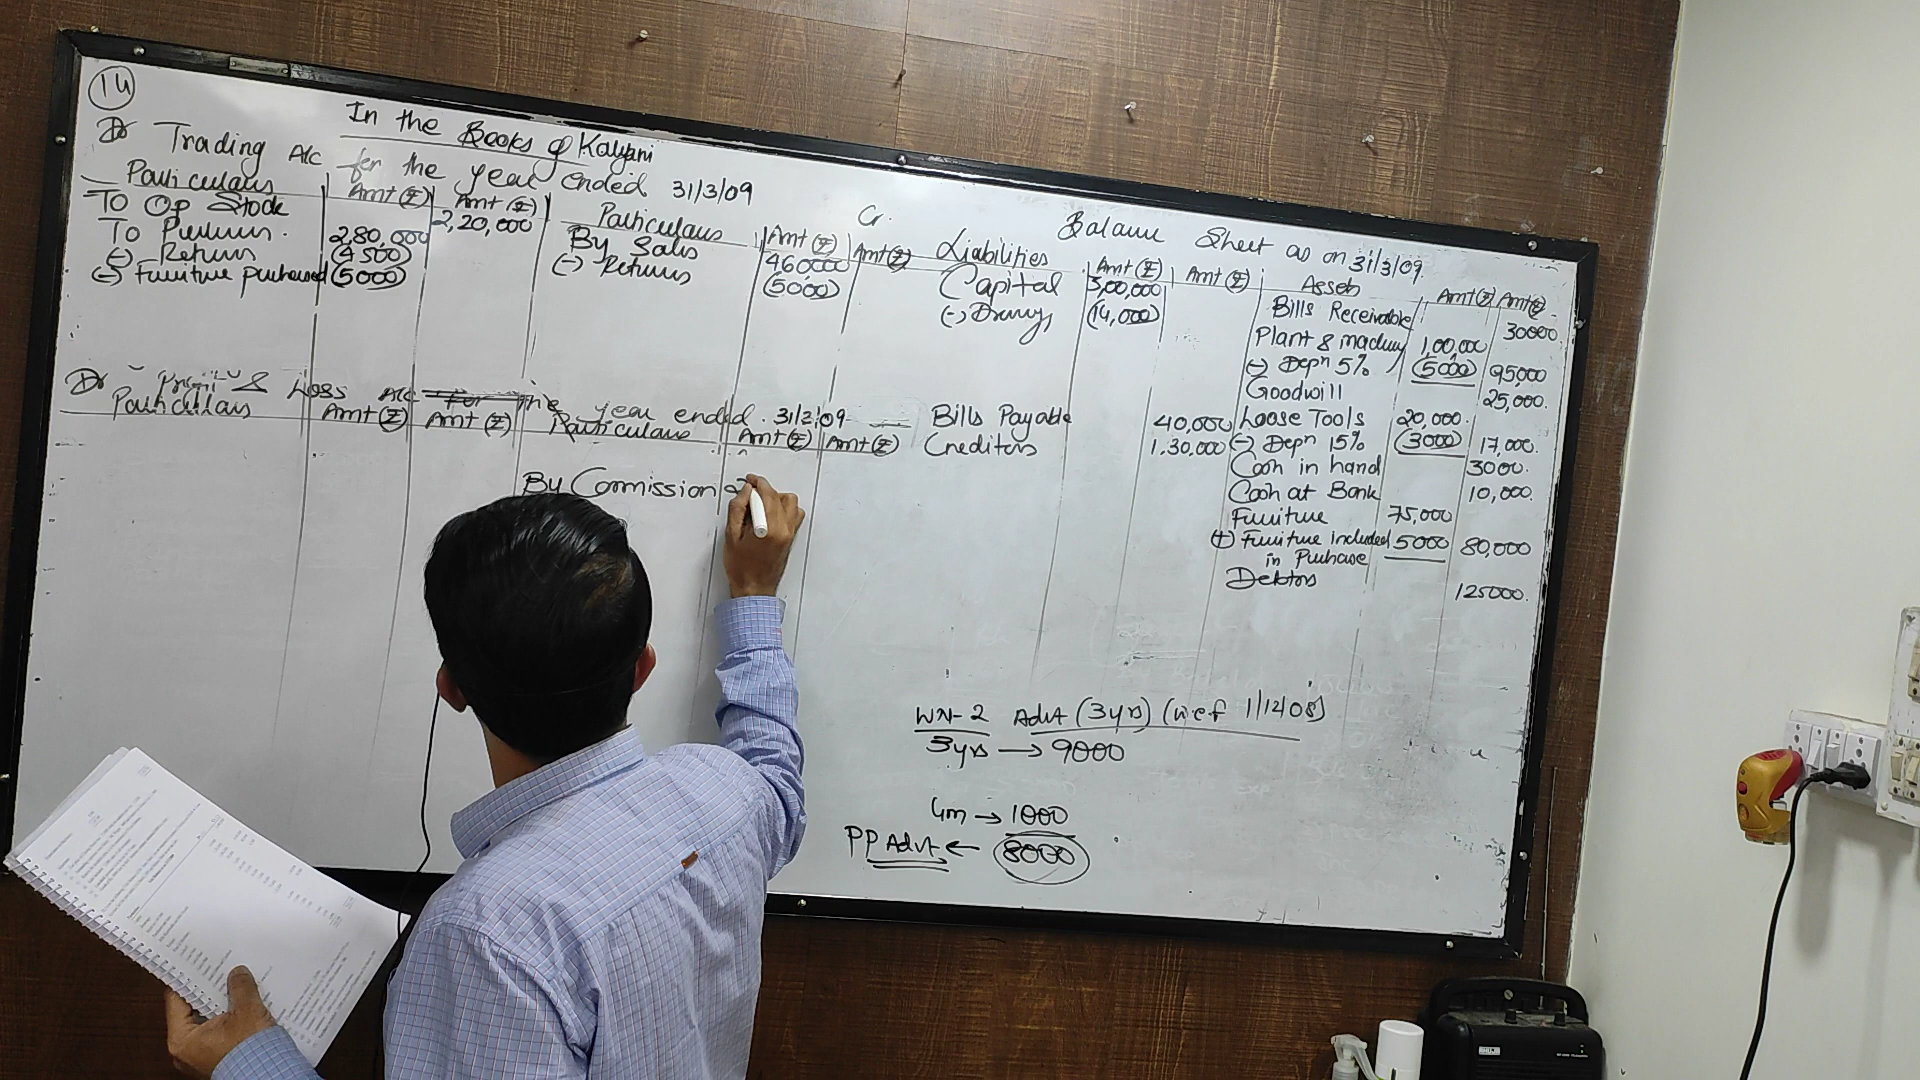 14
In the Books of Kalyani
Dr Trading A/c for the year ended 31/3/09
Cr.
Particulars Amt (₹) Amt (₹) Particulars Amt (₹) Amt (₹)
To Op Stock 2,20,000 By Sales 460,000
To Purchases. 2,80,000 (-) Returns (5000)
(-) Returns (4500)
(-) Furniture purchased (5000)
Dr Profit & Loss A/c for the year ended. 31/2/09
Particulars Amt (₹) Amt (₹) Particulars Amt (₹) Amt (₹)
By Commission
Balance Sheet as on 31/3/09
Liabilities Amt (₹) Amt (₹) Assets Amt (₹) Amt (₹)
Capital 3,00,000 Bills Receivable 30000
(-) Drawings (14,000) Plant & machinery 1,00,000
(-) Depn 5% (5000) 95,000
Goodwill 25,000.
Bills Payable 40,000 Loose Tools 20,000.
Creditors 1,30,000 (-) Depn 15% (3000) 17,000.
Cash in hand 3000.
Cash at Bank 10,000.
Furniture 75,000
(+) Furniture included 5000 80,000
in Purchase
Debtors 125000.
WN-2 Advt (3yrs) (wef 1/12/08)
3yrs → 9000
4m → 1000
PP Advt ← 8000